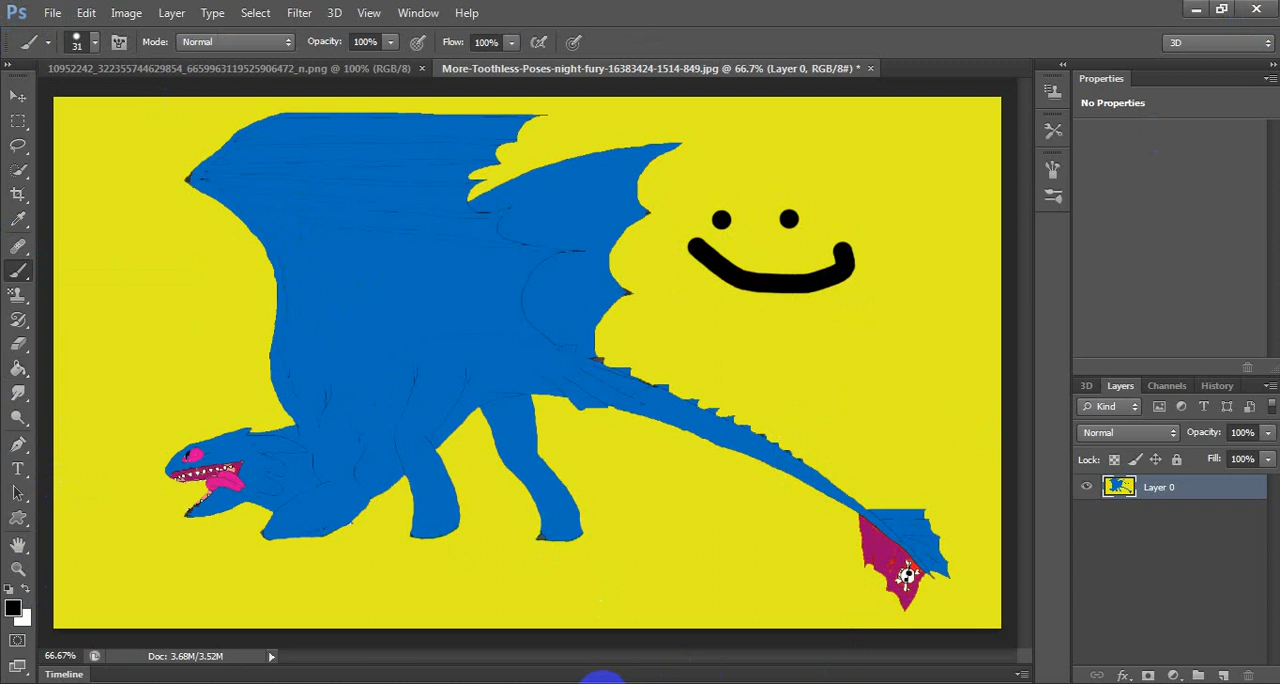 Ps File Edit Image Layer Type Select Filter 3D View Window Help
31 Mode: Normal Opacity: 100% Flow: 100% 3D
10952242_322355744629854_6659963119525906472_n.png @ 100% (RGB/8) × More-Toothless-Poses-night-fury-16383424-1514-849.jpg @ 66.7% (Layer 0, RGB/8#) * ×
Properties
No Properties
3D Layers Channels History
Kind
Normal Opacity: 100%
Lock: Fill: 100%
Layer 0
66.67% Doc: 3.68M/3.52M
Timeline